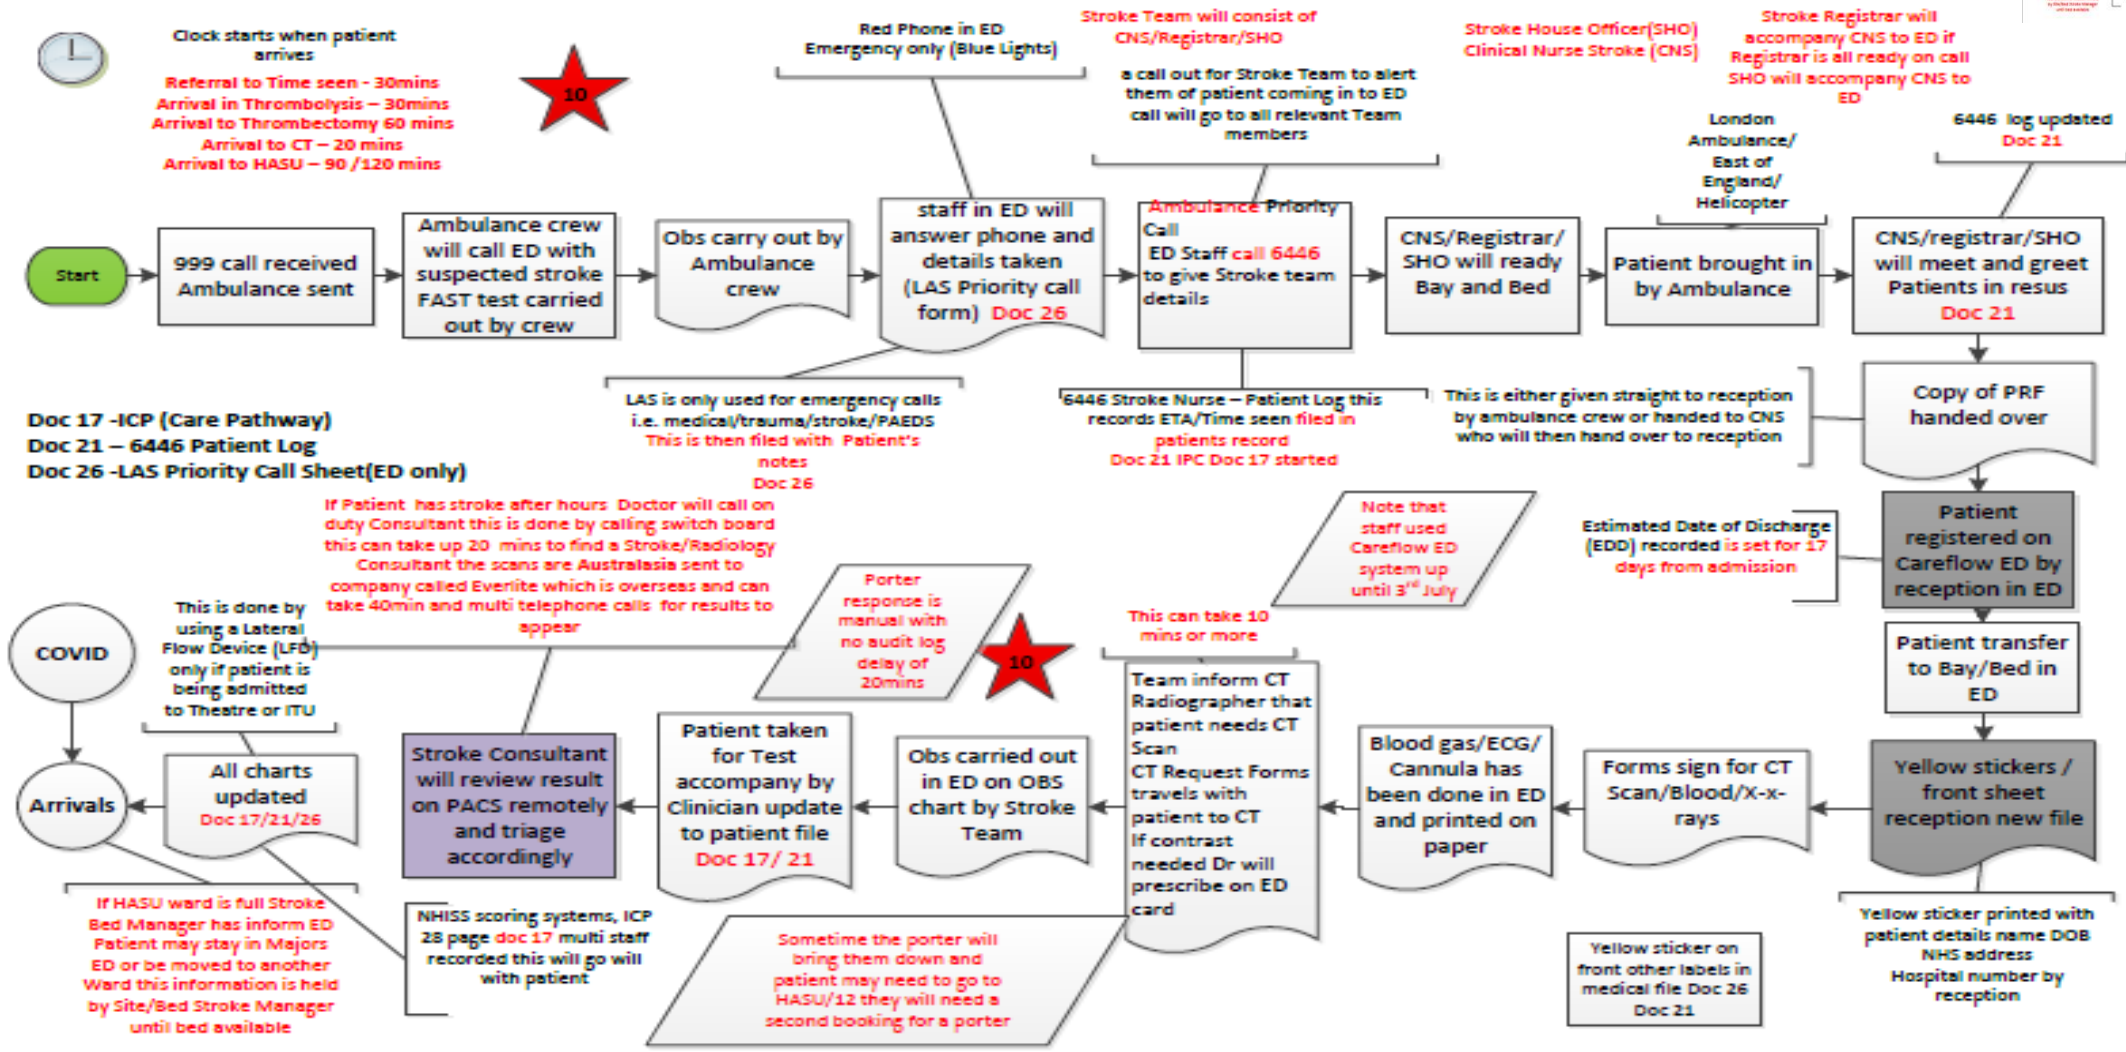 Clock starts when patient
arrives
Referral to Time seen - 30mins
Arrival in Thrombolysis – 30mins
Arrival to Thrombectomy 60 mins
Arrival to CT – 20 mins
Arrival to HASU – 90 /120 mins
10
Red Phone in ED
Emergency only (Blue Lights)
Stroke Team will consist of
CNS/Registrar/SHO
a call out for Stroke Team to alert
them of patient coming in to ED
call will go to all relevant Team
members
Stroke House Officer(SHO)
Clinical Nurse Stroke (CNS)
Stroke Registrar will
accompany CNS to ED if
Registrar is all ready on call
SHO will accompany CNS to
ED
London
Ambulance/
East of
England/
Helicopter
6446 log updated
Doc 21
Start
999 call received
Ambulance sent
Ambulance crew
will call ED with
suspected stroke
FAST test carried
out by crew
Obs carry out by
Ambulance
crew
staff in ED will
answer phone and
details taken
(LAS Priority call
form) Doc 26
Ambulance Priority
Call
ED Staff call 6446
to give Stroke team
details
CNS/Registrar/
SHO will ready
Bay and Bed
Patient brought in
by Ambulance
CNS/registrar/SHO
will meet and greet
Patients in resus
Doc 21
LAS is only used for emergency calls
i.e. medical/trauma/stroke/PAEDS
This is then filed with Patient's
notes
Doc 26
6446 Stroke Nurse – Patient Log this
records ETA/Time seen filed in
patients record
Doc 21 IPC Doc 17 started
This is either given straight to reception
by ambulance crew or handed to CNS
who will then hand over to reception
Copy of PRF
handed over
Doc 17 -ICP (Care Pathway)
Doc 21 – 6446 Patient Log
Doc 26 -LAS Priority Call Sheet(ED only)
If Patient has stroke after hours Doctor will call on
duty Consultant this is done by calling switch board
this can take up 20 mins to find a Stroke/Radiology
Consultant the scans are Australasia sent to
company called Everlite which is overseas and can
take 40min and multi telephone calls for results to
appear
Note that
staff used
Careflow ED
system up
until 3rd July
Estimated Date of Discharge
(EDD) recorded is set for 17
days from admission
Patient
registered on
Careflow ED by
reception in ED
Patient transfer
to Bay/Bed in
ED
COVID
This is done by
using a Lateral
Flow Device (LFD)
only if patient is
being admitted
to Theatre or ITU
Porter
response is
manual with
no audit log
delay of
20mins
10
This can take 10
mins or more
Arrivals
All charts
updated
Doc 17/21/26
Stroke Consultant
will review result
on PACS remotely
and triage
accordingly
Patient taken
for Test
accompany by
Clinician update
to patient file
Doc 17/ 21
Obs carried out
in ED on OBS
chart by Stroke
Team
Team inform CT
Radiographer that
patient needs CT
Scan
CT Request Forms
travels with
patient to CT
If contrast
needed Dr will
prescribe on ED
card
Blood gas/ECG/
Cannula has
been done in ED
and printed on
paper
Forms sign for CT
Scan/Blood/X-x-
rays
Yellow stickers /
front sheet
reception new file
If HASU ward is full Stroke
Bed Manager has inform ED
Patient may stay in Majors
ED or be moved to another
Ward this information is held
by Site/Bed Stroke Manager
until bed available
NHISS scoring systems, ICP
28 page doc 17 multi staff
recorded this will go will
with patient
Sometime the porter will
bring them down and
patient may need to go to
HASU/12 they will need a
second booking for a porter
Yellow sticker on
front other labels in
medical file Doc 26
Doc 21
Yellow sticker printed with
patient details name DOB
NHS address
Hospital number by
reception